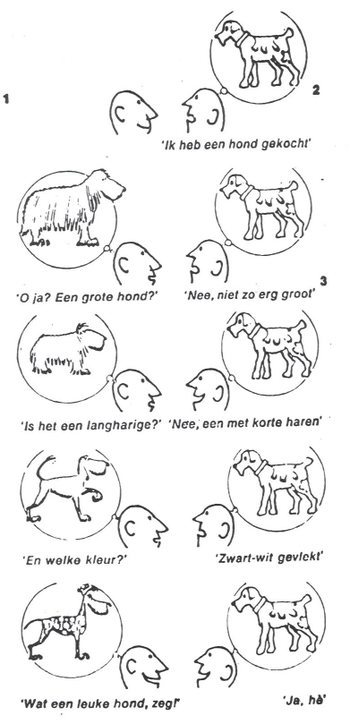 1
2
'Ik heb een hond gekocht'
'O ja? Een grote hond?'
'Nee, niet zo erg groot'
3
'Is het een langharige?'
'Nee, een met korte haren'
'En welke kleur?'
'Zwart-wit gevlekt'
'Wat een leuke hond, zeg!'
'Ja, hè'